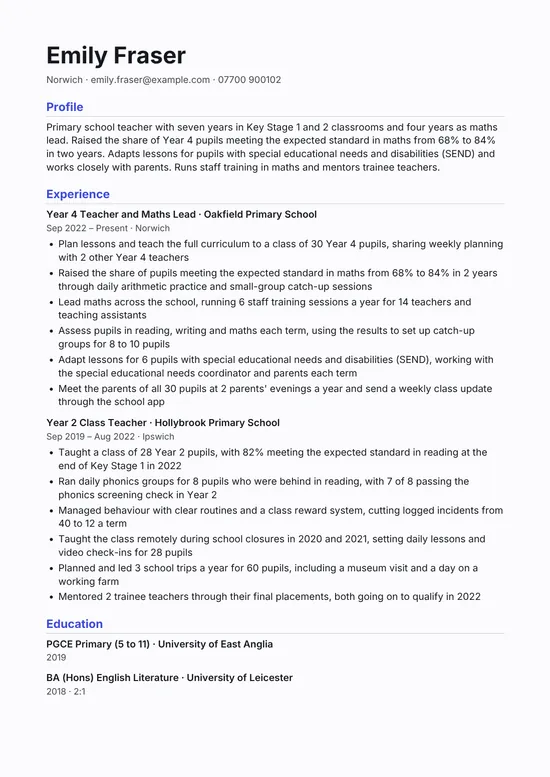 Emily Fraser
Norwich · emily.fraser@example.com · 07700 900102
Profile
Primary school teacher with seven years in Key Stage 1 and 2 classrooms and four years as maths
lead. Raised the share of Year 4 pupils meeting the expected standard in maths from 68% to 84%
in two years. Adapts lessons for pupils with special educational needs and disabilities (SEND) and
works closely with parents. Runs staff training in maths and mentors trainee teachers.
Experience
Year 4 Teacher and Maths Lead · Oakfield Primary School
Sep 2022 – Present · Norwich
• Plan lessons and teach the full curriculum to a class of 30 Year 4 pupils, sharing weekly planning
with 2 other Year 4 teachers
• Raised the share of pupils meeting the expected standard in maths from 68% to 84% in 2 years
through daily arithmetic practice and small-group catch-up sessions
• Lead maths across the school, running 6 staff training sessions a year for 14 teachers and
teaching assistants
• Assess pupils in reading, writing and maths each term, using the results to set up catch-up
groups for 8 to 10 pupils
• Adapt lessons for 6 pupils with special educational needs and disabilities (SEND), working with
the special educational needs coordinator and parents each term
• Meet the parents of all 30 pupils at 2 parents' evenings a year and send a weekly class update
through the school app
Year 2 Class Teacher · Hollybrook Primary School
Sep 2019 – Aug 2022 · Ipswich
• Taught a class of 28 Year 2 pupils, with 82% meeting the expected standard in reading at the
end of Key Stage 1 in 2022
• Ran daily phonics groups for 8 pupils who were behind in reading, with 7 of 8 passing the
phonics screening check in Year 2
• Managed behaviour with clear routines and a class reward system, cutting logged incidents from
40 to 12 a term
• Taught the class remotely during school closures in 2020 and 2021, setting daily lessons and
video check-ins for 28 pupils
• Planned and led 3 school trips a year for 60 pupils, including a museum visit and a day on a
working farm
• Mentored 2 trainee teachers through their final placements, both going on to qualify in 2022
Education
PGCE Primary (5 to 11) · University of East Anglia
2019
BA (Hons) English Literature · University of Leicester
2018 · 2:1